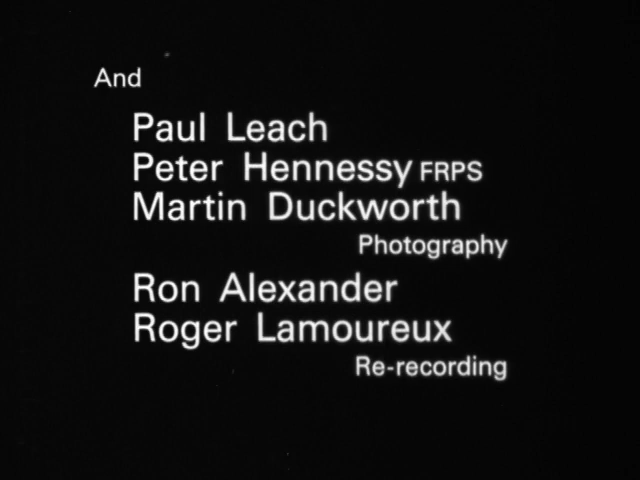 And
Paul Leach
Peter Hennessy FRPS
Martin Duckworth
Photography
Ron Alexander
Roger Lamoureux
Re-recording